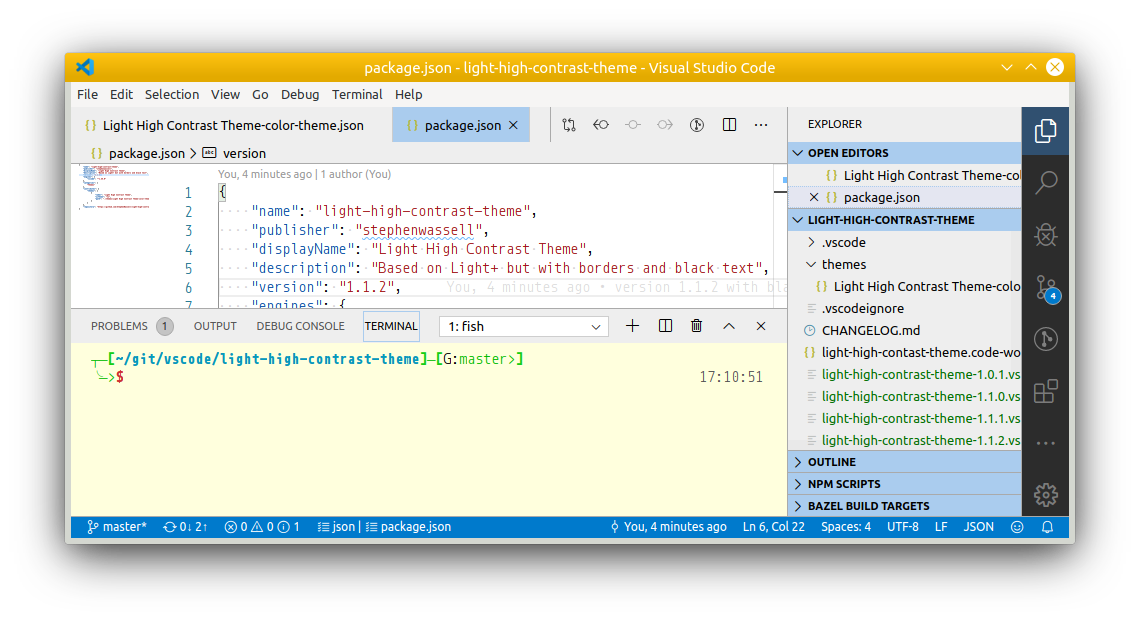 package.json - light-high-contrast-theme - Visual Studio Code
File Edit Selection View Go Debug Terminal Help
{} Light High Contrast Theme-color-theme.json {} package.json
{} package.json > abc version
You, 4 minutes ago | 1 author (You)
1 {
2 "name": "light-high-contrast-theme",
3 "publisher": "stephenwassell",
4 "displayName": "Light High Contrast Theme",
5 "description": "Based on Light+ but with borders and black text",
6 "version": "1.1.2", You, 4 minutes ago • version 1.1.2 with bla
7 "engines": {
PROBLEMS 1 OUTPUT DEBUG CONSOLE TERMINAL 1: fish
[~/git/vscode/light-high-contrast-theme]—[G:master>]
>$ 17:10:51
EXPLORER
OPEN EDITORS
{} Light High Contrast Theme-col
{} package.json
LIGHT-HIGH-CONTRAST-THEME
> .vscode
themes
{} Light High Contrast Theme-colo
.vscodeignore
CHANGELOG.md
{} light-high-contast-theme.code-wo
light-high-contrast-theme-1.0.1.vs
light-high-contrast-theme-1.1.0.vs
light-high-contrast-theme-1.1.1.vs
light-high-contrast-theme-1.1.2.vs
OUTLINE
NPM SCRIPTS
BAZEL BUILD TARGETS
4
master* 0↓ 2↑ 0 0 1 json | package.json You, 4 minutes ago Ln 6, Col 22 Spaces: 4 UTF-8 LF JSON